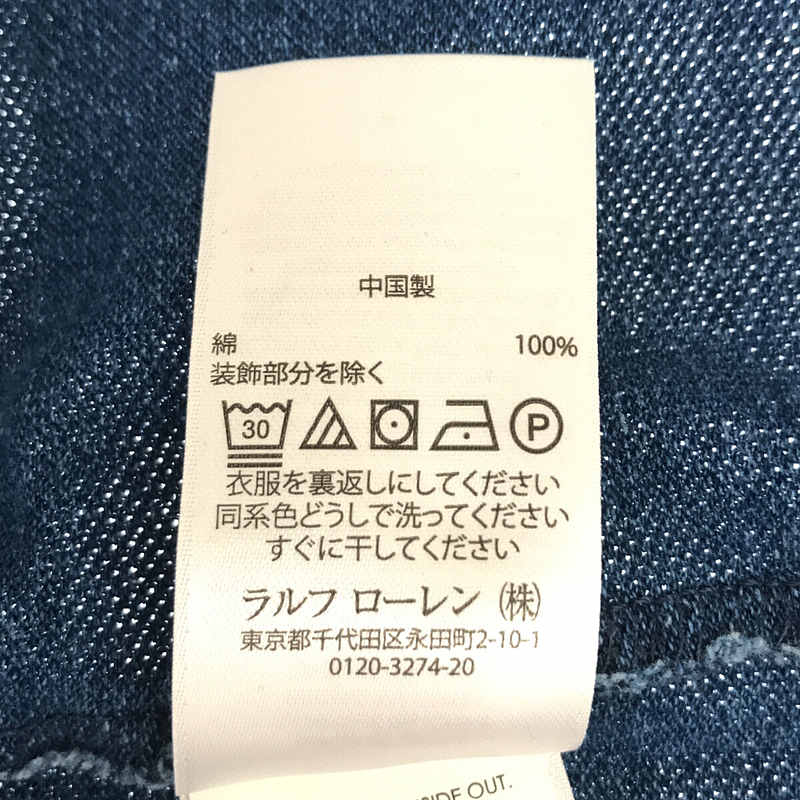 中国製
綿 100%
装飾部分を除く
30 P
衣服を裏返しにしてください
同系色どうしで洗ってください
すぐに干してください
ラルフ ローレン (株)
東京都千代田区永田町2-10-1
0120-3274-20
OUT.